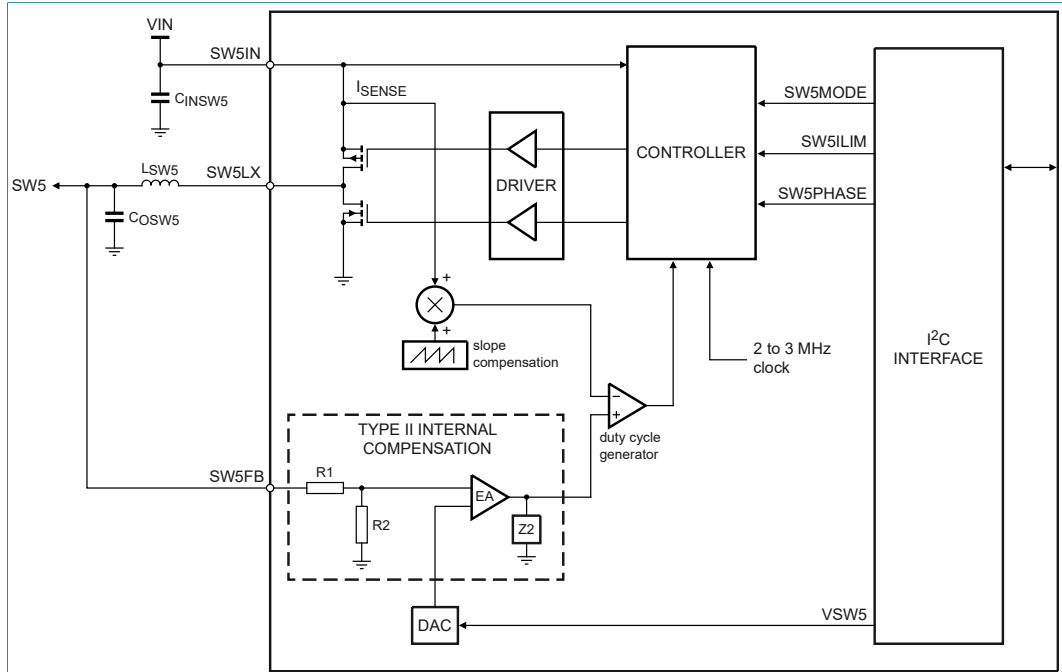 VIN
SW5IN
CINSW5
ISENSE
SW5LX
LSW5
SW5
COSW5
DRIVER
CONTROLLER
SW5MODE
SW5ILIM
SW5PHASE
I2C
INTERFACE
+
+
slope
compensation
2 to 3 MHz
clock
−
+
duty cycle
generator
TYPE II INTERNAL
COMPENSATION
SW5FB
R1
R2
EA
Z2
DAC
VSW5